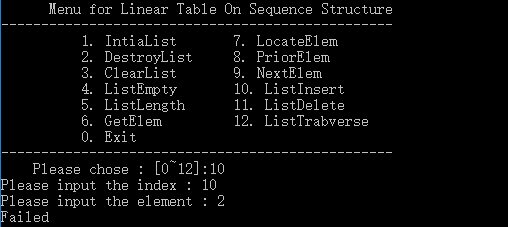 Menu for Linear Table On Sequence Structure
-------------------------------------------------
1. IntiaList 7. LocateElem
2. DestroyList 8. PriorElem
3. ClearList 9. NextElem
4. ListEmpty 10. ListInsert
5. ListLength 11. ListDelete
6. GetElem 12. ListTrabverse
0. Exit
-------------------------------------------------
Please chose : [0~12]:10
Please input the index : 10
Please input the element : 2
Failed